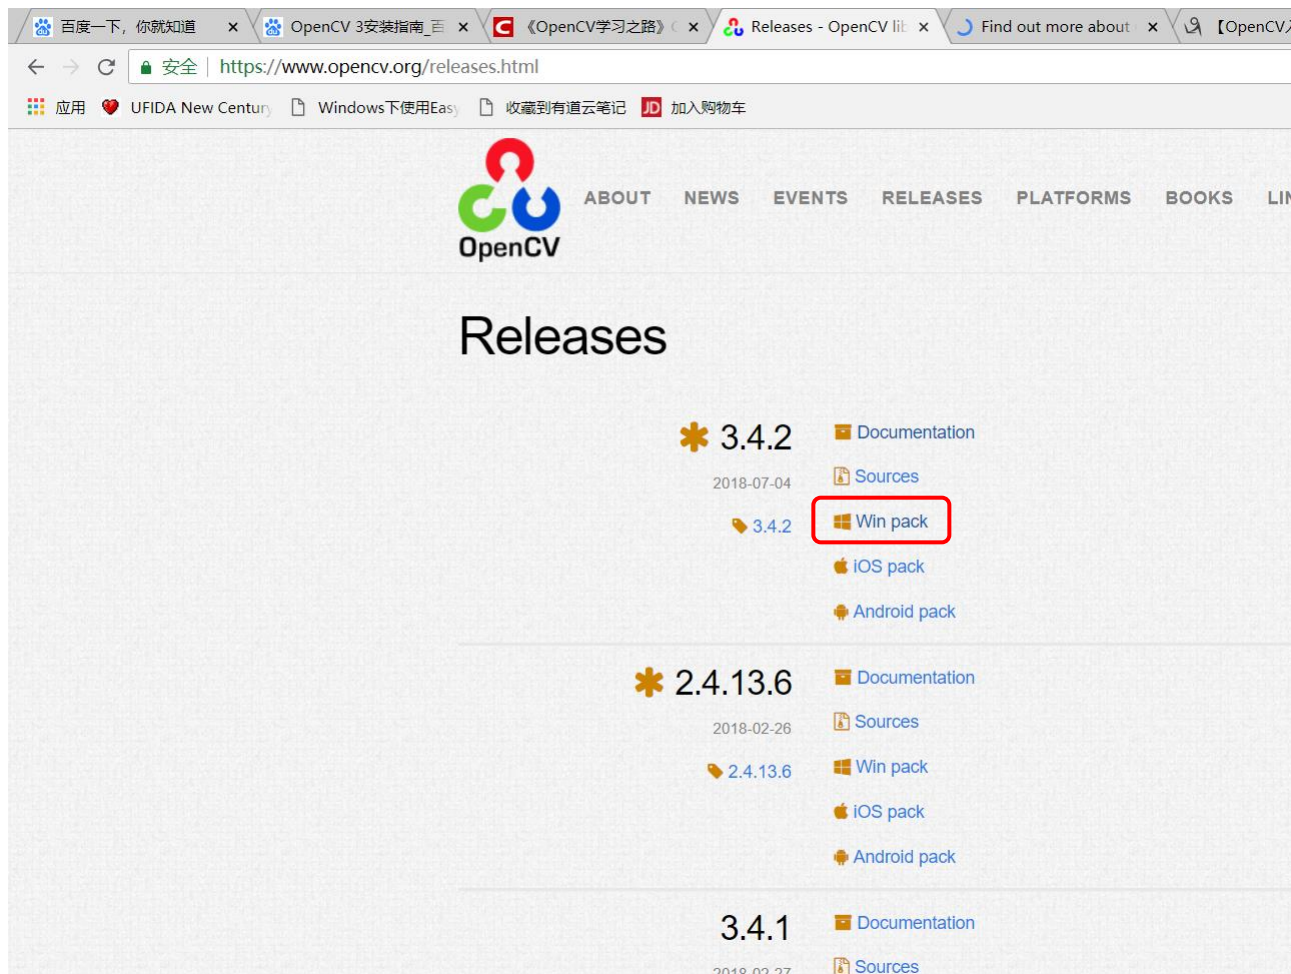 百度一下，你就知道
OpenCV 3安装指南_百
《OpenCV学习之路》
Releases - OpenCV lib
Find out more about
【OpenCV
安全
https://www.opencv.org/releases.html
应用
UFIDA New Century
Windows下使用Easy
收藏到有道云笔记
JD
加入购物车
OpenCV
ABOUT
NEWS
EVENTS
RELEASES
PLATFORMS
BOOKS
LIN
Releases
3.4.2
Documentation
2018-07-04
Sources
3.4.2
Win pack
iOS pack
Android pack
2.4.13.6
Documentation
2018-02-26
Sources
2.4.13.6
Win pack
iOS pack
Android pack
3.4.1
Documentation
2018-02-27
Sources